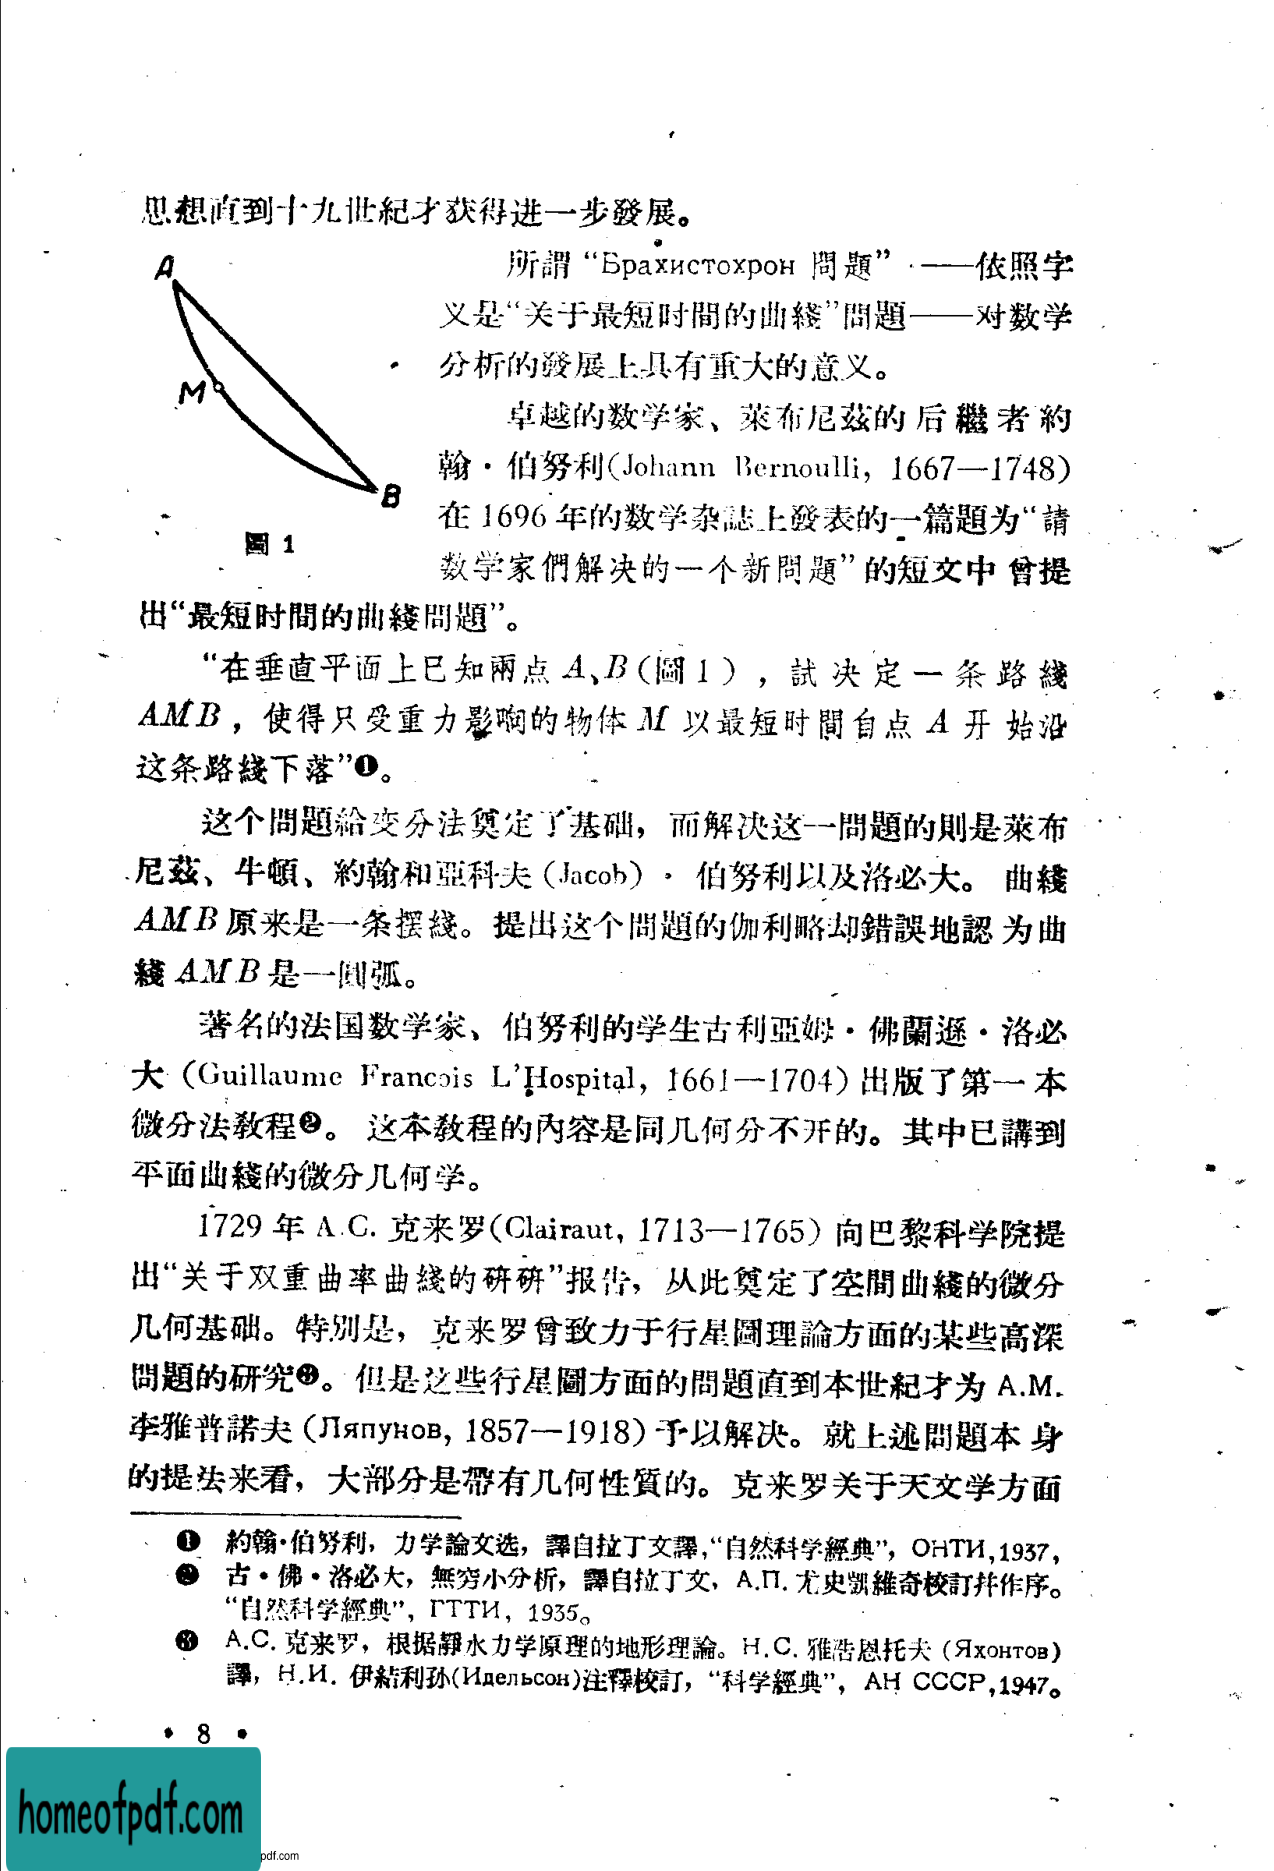 思想直到十九世紀才获得进一步發展。
A
M
B
圖 1
所謂“Брахистохрон 問題”——依照字
义是“关于最短时間的曲綫”問題——对数学
分析的發展上具有重大的意义。
卓越的数学家、萊布尼茲的后繼者約
翰·伯努利(Johann Bernoulli, 1667—1748)
在 1696 年的数学杂誌上發表的一篇題为“請
数学家們解决的一个新問題”的短文中曾提
出“最短时間的曲綫問題”。
“在垂直平面上已知兩点 A、B (圖 1)，試决定一条路綫
AMB，使得只受重力影响的物体 M 以最短时間自点 A 开始沿
这条路綫下落”❶。
这个問題給变分法奠定了基础，而解决这一問題的則是萊布
尼茲、牛頓、約翰和亞科夫 (Jacob)·伯努利以及洛必大。曲綫
AMB 原来是一条摆綫。提出这个問題的伽利略却錯誤地認为曲
綫 AMB 是一圓弧。
著名的法国数学家、伯努利的学生古利亞姆·佛蘭遜·洛必
大 (Guillaume Francois L'Hospital, 1661—1704) 出版了第一本
微分法教程❷。这本教程的內容是同几何分不开的。其中已講到
平面曲綫的微分几何学。
1729 年 A.C. 克来罗(Clairaut, 1713—1765) 向巴黎科学院提
出“关于双重曲率曲綫的硏硏”报告，从此奠定了空間曲綫的微分
几何基础。特別是，克来罗曾致力于行星圖理論方面的某些高深
問題的研究❸。但是这些行星圖方面的問題直到本世紀才为 A.M.
李雅普諾夫 (Ляпунов, 1857—1918) 予以解决。就上述問題本身
的提法来看，大部分是帶有几何性質的。克来罗关于天文学方面
❶ 約翰·伯努利，力学論文选，譯自拉丁文譯，“自然科学經典”，ОНТИ,1937，
❷ 古·佛·洛必大，無穷小分析，譯自拉丁文，А.П. 尤史凱維奇校訂幷作序。
“自然科学經典”，ГТТИ，1935。
❸ A.C. 克来罗，根据靜水力学原理的地形理論。Н.С. 雅浩恩托夫 (Яхонтов)
譯，Н.И. 伊結利孙(Идельсон)注釋校訂，“科学經典”，АН СССР,1947。
• 8 •
homeofpdf.com
pdf.com